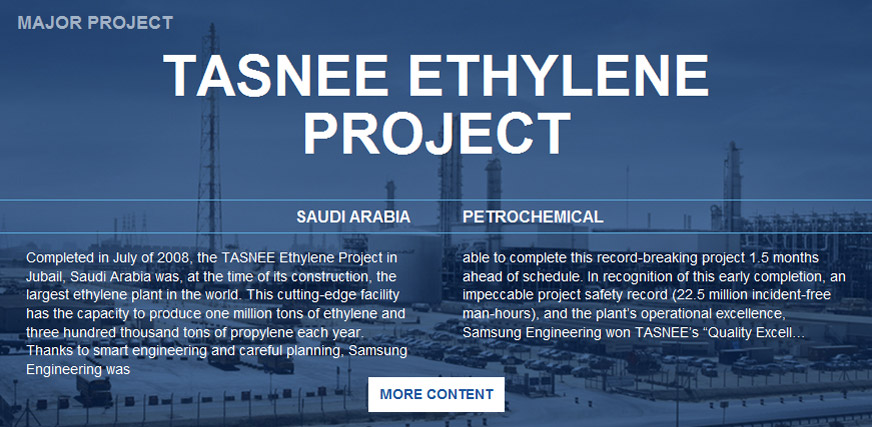 MAJOR PROJECT
TASNEE ETHYLENE
PROJECT
SAUDI ARABIA
PETROCHEMICAL
Completed in July of 2008, the TASNEE Ethylene Project in
Jubail, Saudi Arabia was, at the time of its construction, the
largest ethylene plant in the world. This cutting-edge facility
has the capacity to produce one million tons of ethylene and
three hundred thousand tons of propylene each year.
Thanks to smart engineering and careful planning, Samsung
Engineering was
able to complete this record-breaking project 1.5 months
ahead of schedule. In recognition of this early completion, an
impeccable project safety record (22.5 million incident-free
man-hours), and the plant’s operational excellence,
Samsung Engineering won TASNEE’s “Quality Excell…
MORE CONTENT